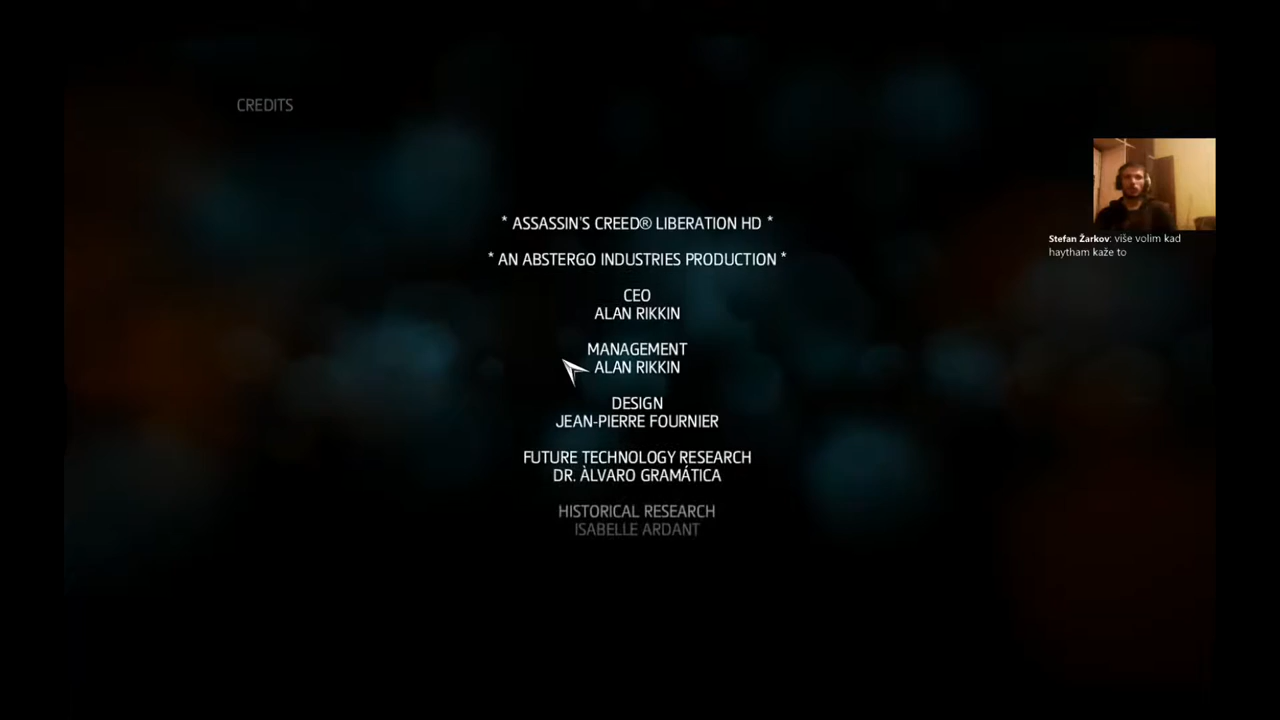 CREDITS
* ASSASSIN'S CREED® LIBERATION HD *
* AN ABSTERGO INDUSTRIES PRODUCTION *
CEO
ALAN RIKKIN
MANAGEMENT
ALAN RIKKIN
DESIGN
JEAN-PIERRE FOURNIER
FUTURE TECHNOLOGY RESEARCH
DR. ÀLVARO GRAMÁTICA
HISTORICAL RESEARCH
ISABELLE ARDANT
Stefan Žarkov: više volim kad
haytham kaže to